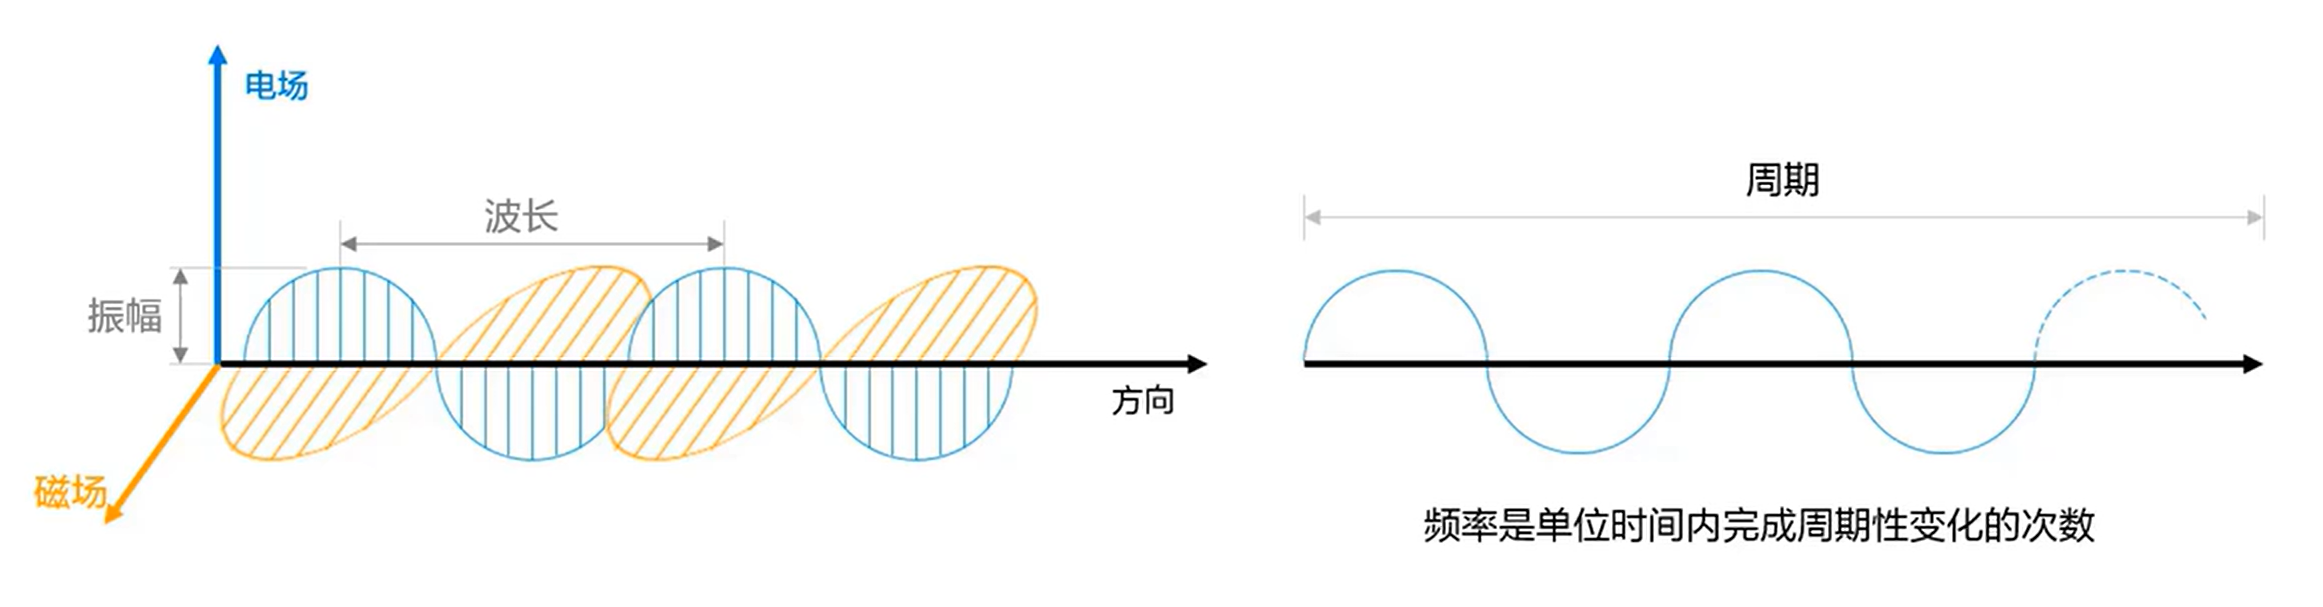 电场
波长
振幅
方向
磁场
周期
频率是单位时间内完成周期性变化的次数